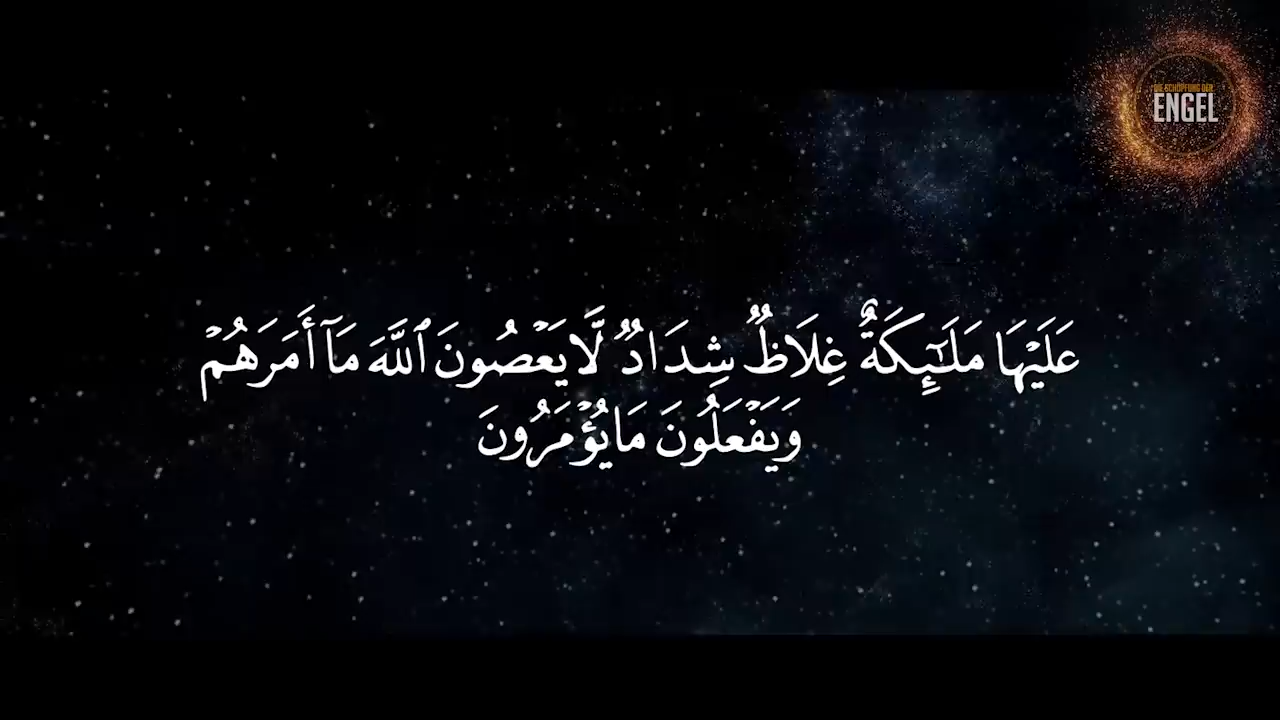 DIE SCHÖPFUNG DER
ENGEL
عَلَيْهَا مَلَٰٓئِكَةٌ غِلَاظٌ شِدَادٌ لَّا يَعْصُونَ ٱللَّهَ مَآ أَمَرَهُمْ
وَيَفْعَلُونَ مَا يُؤْمَرُونَ